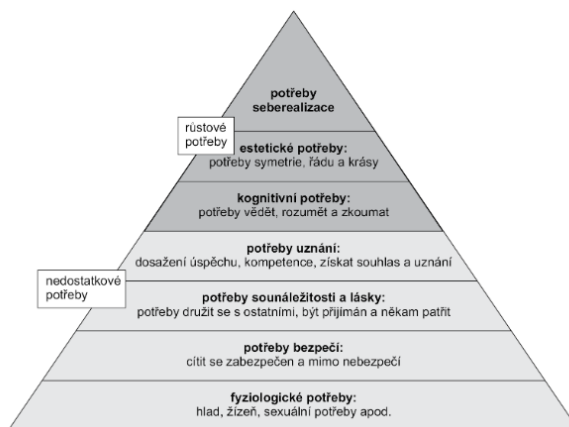 potřeby
seberealizace
růstové
potřeby
estetické potřeby:
potřeby symetrie, řádu a krásy
kognitivní potřeby:
potřeby vědět, rozumět a zkoumat
potřeby uznání:
dosažení úspěchu, kompetence, získat souhlas a uznání
nedostatkové
potřeby
potřeby sounáležitosti a lásky:
potřeby družit se s ostatními, být přijímán a někam patřit
potřeby bezpečí:
cítit se zabezpečen a mimo nebezpečí
fyziologické potřeby:
hlad, žízeň, sexuální potřeby apod.